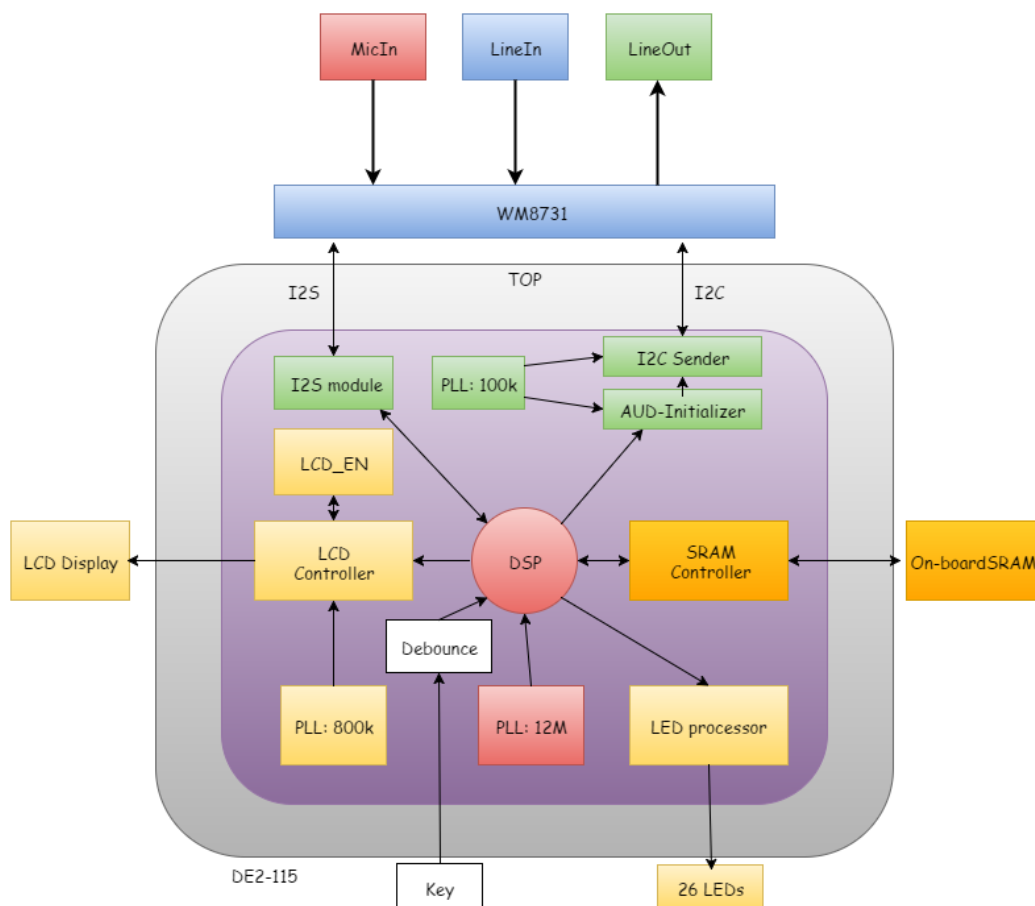 MicIn
LineIn
LineOut
WM8731
TOP
I2S
I2C
I2C Sender
I2S module
PLL: 100k
AUD-Initializer
LCD_EN
LCD Display
LCD
Controller
DSP
SRAM
Controller
On-boardSRAM
Debounce
PLL: 800k
PLL: 12M
LED processor
DE2-115
Key
26 LEDs